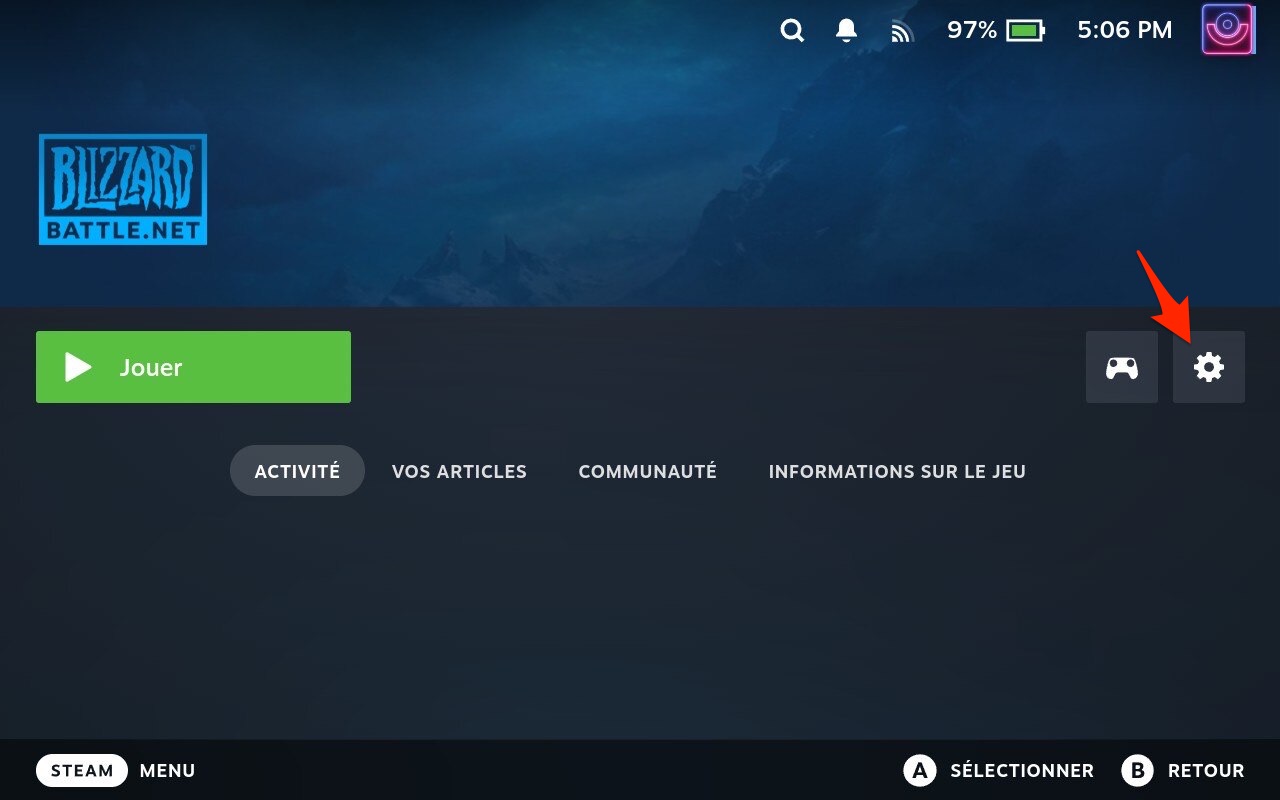 97%
5:06 PM
BLIZZARD
BATTLE.NET
Jouer
ACTIVITÉ
VOS ARTICLES
COMMUNAUTÉ
INFORMATIONS SUR LE JEU
STEAM MENU
A SÉLECTIONNER
B RETOUR